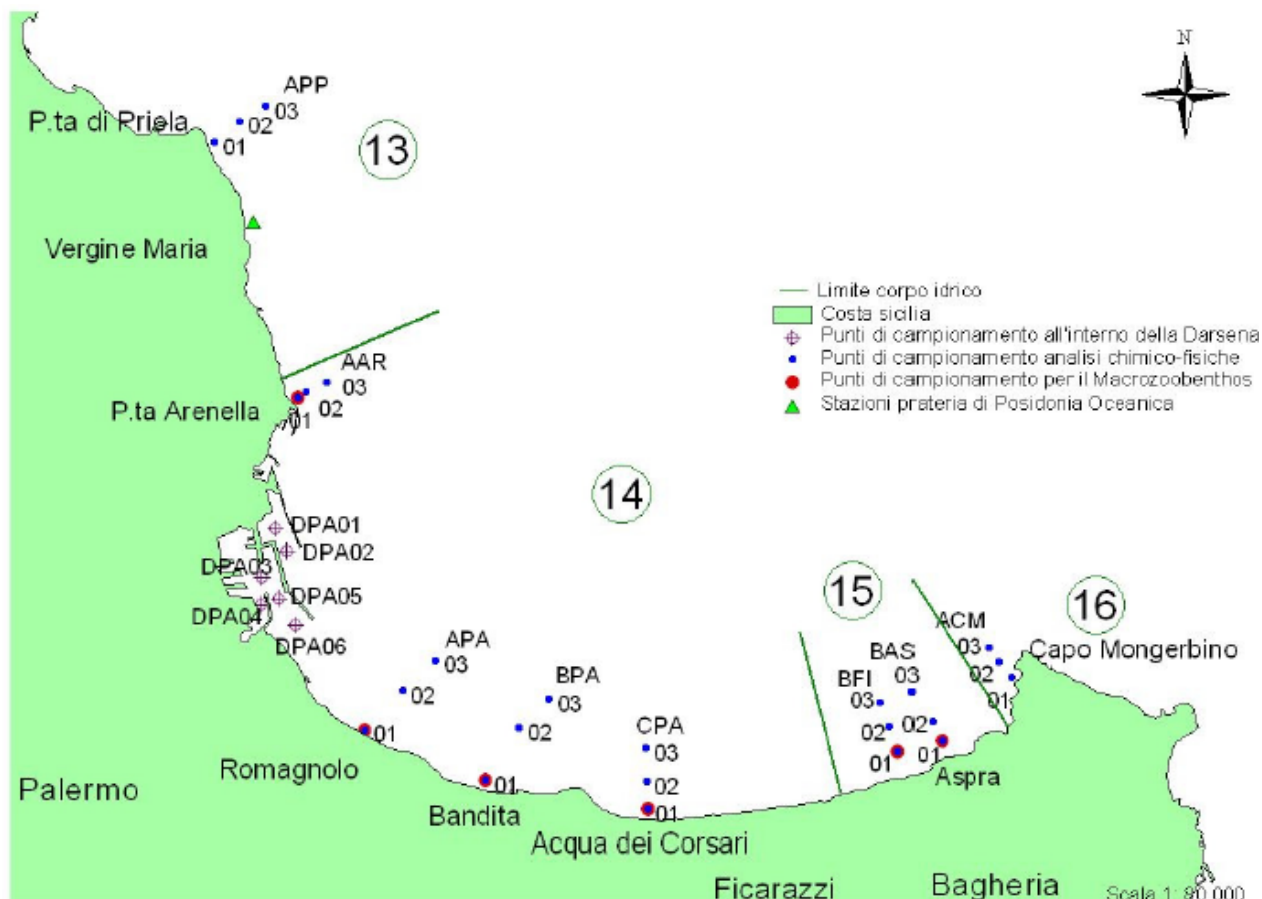 N
APP
03
02
01
P.ta di Priola
13
Vergine Maria
Limite corpo idrico
Costa sicilia
Punti di campionamento all'interno della Darsena
Punti di campionamento analisi chimico-fisiche
Punti di campionamento per il Macrozoobenthos
Stazioni prateria di Posidonia Oceanica
AAR
03
02
01
P.ta Arenella
14
DPA01
DPA02
DPA03
DPA05
DPA04
DPA06
15
16
ACM
03
02
01
Capo Mongerbino
APA
03
02
01
BPA
03
02
01
CPA
03
02
01
BFI
03
02
01
BAS
03
02
01
Romagnolo
Aspra
Palermo
Bandita
Acqua dei Corsari
Ficarazzi
Bagheria
Scala 1: 80.000